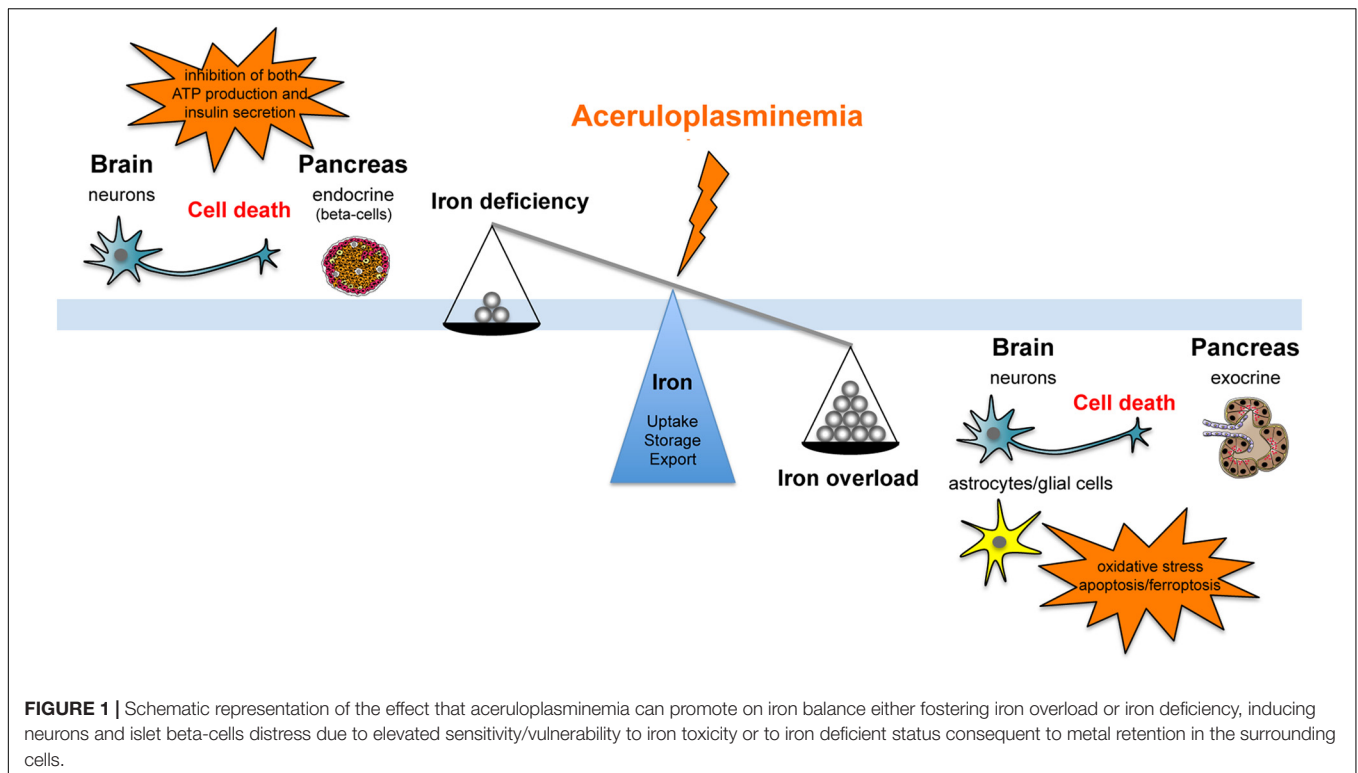 inhibition of both
ATP production and
insulin secretion
Aceruloplasminemia
Brain
neurons
Cell death
Pancreas
endocrine
(beta-cells)
Iron deficiency
Iron
Uptake
Storage
Export
Iron overload
Brain
neurons
Cell death
Pancreas
exocrine
astrocytes/glial cells
oxidative stress
apoptosis/ferroptosis
FIGURE 1 | Schematic representation of the effect that aceruloplasminemia can promote on iron balance either fostering iron overload or iron deficiency, inducing
neurons and islet beta-cells distress due to elevated sensitivity/vulnerability to iron toxicity or to iron deficient status consequent to metal retention in the surrounding
cells.